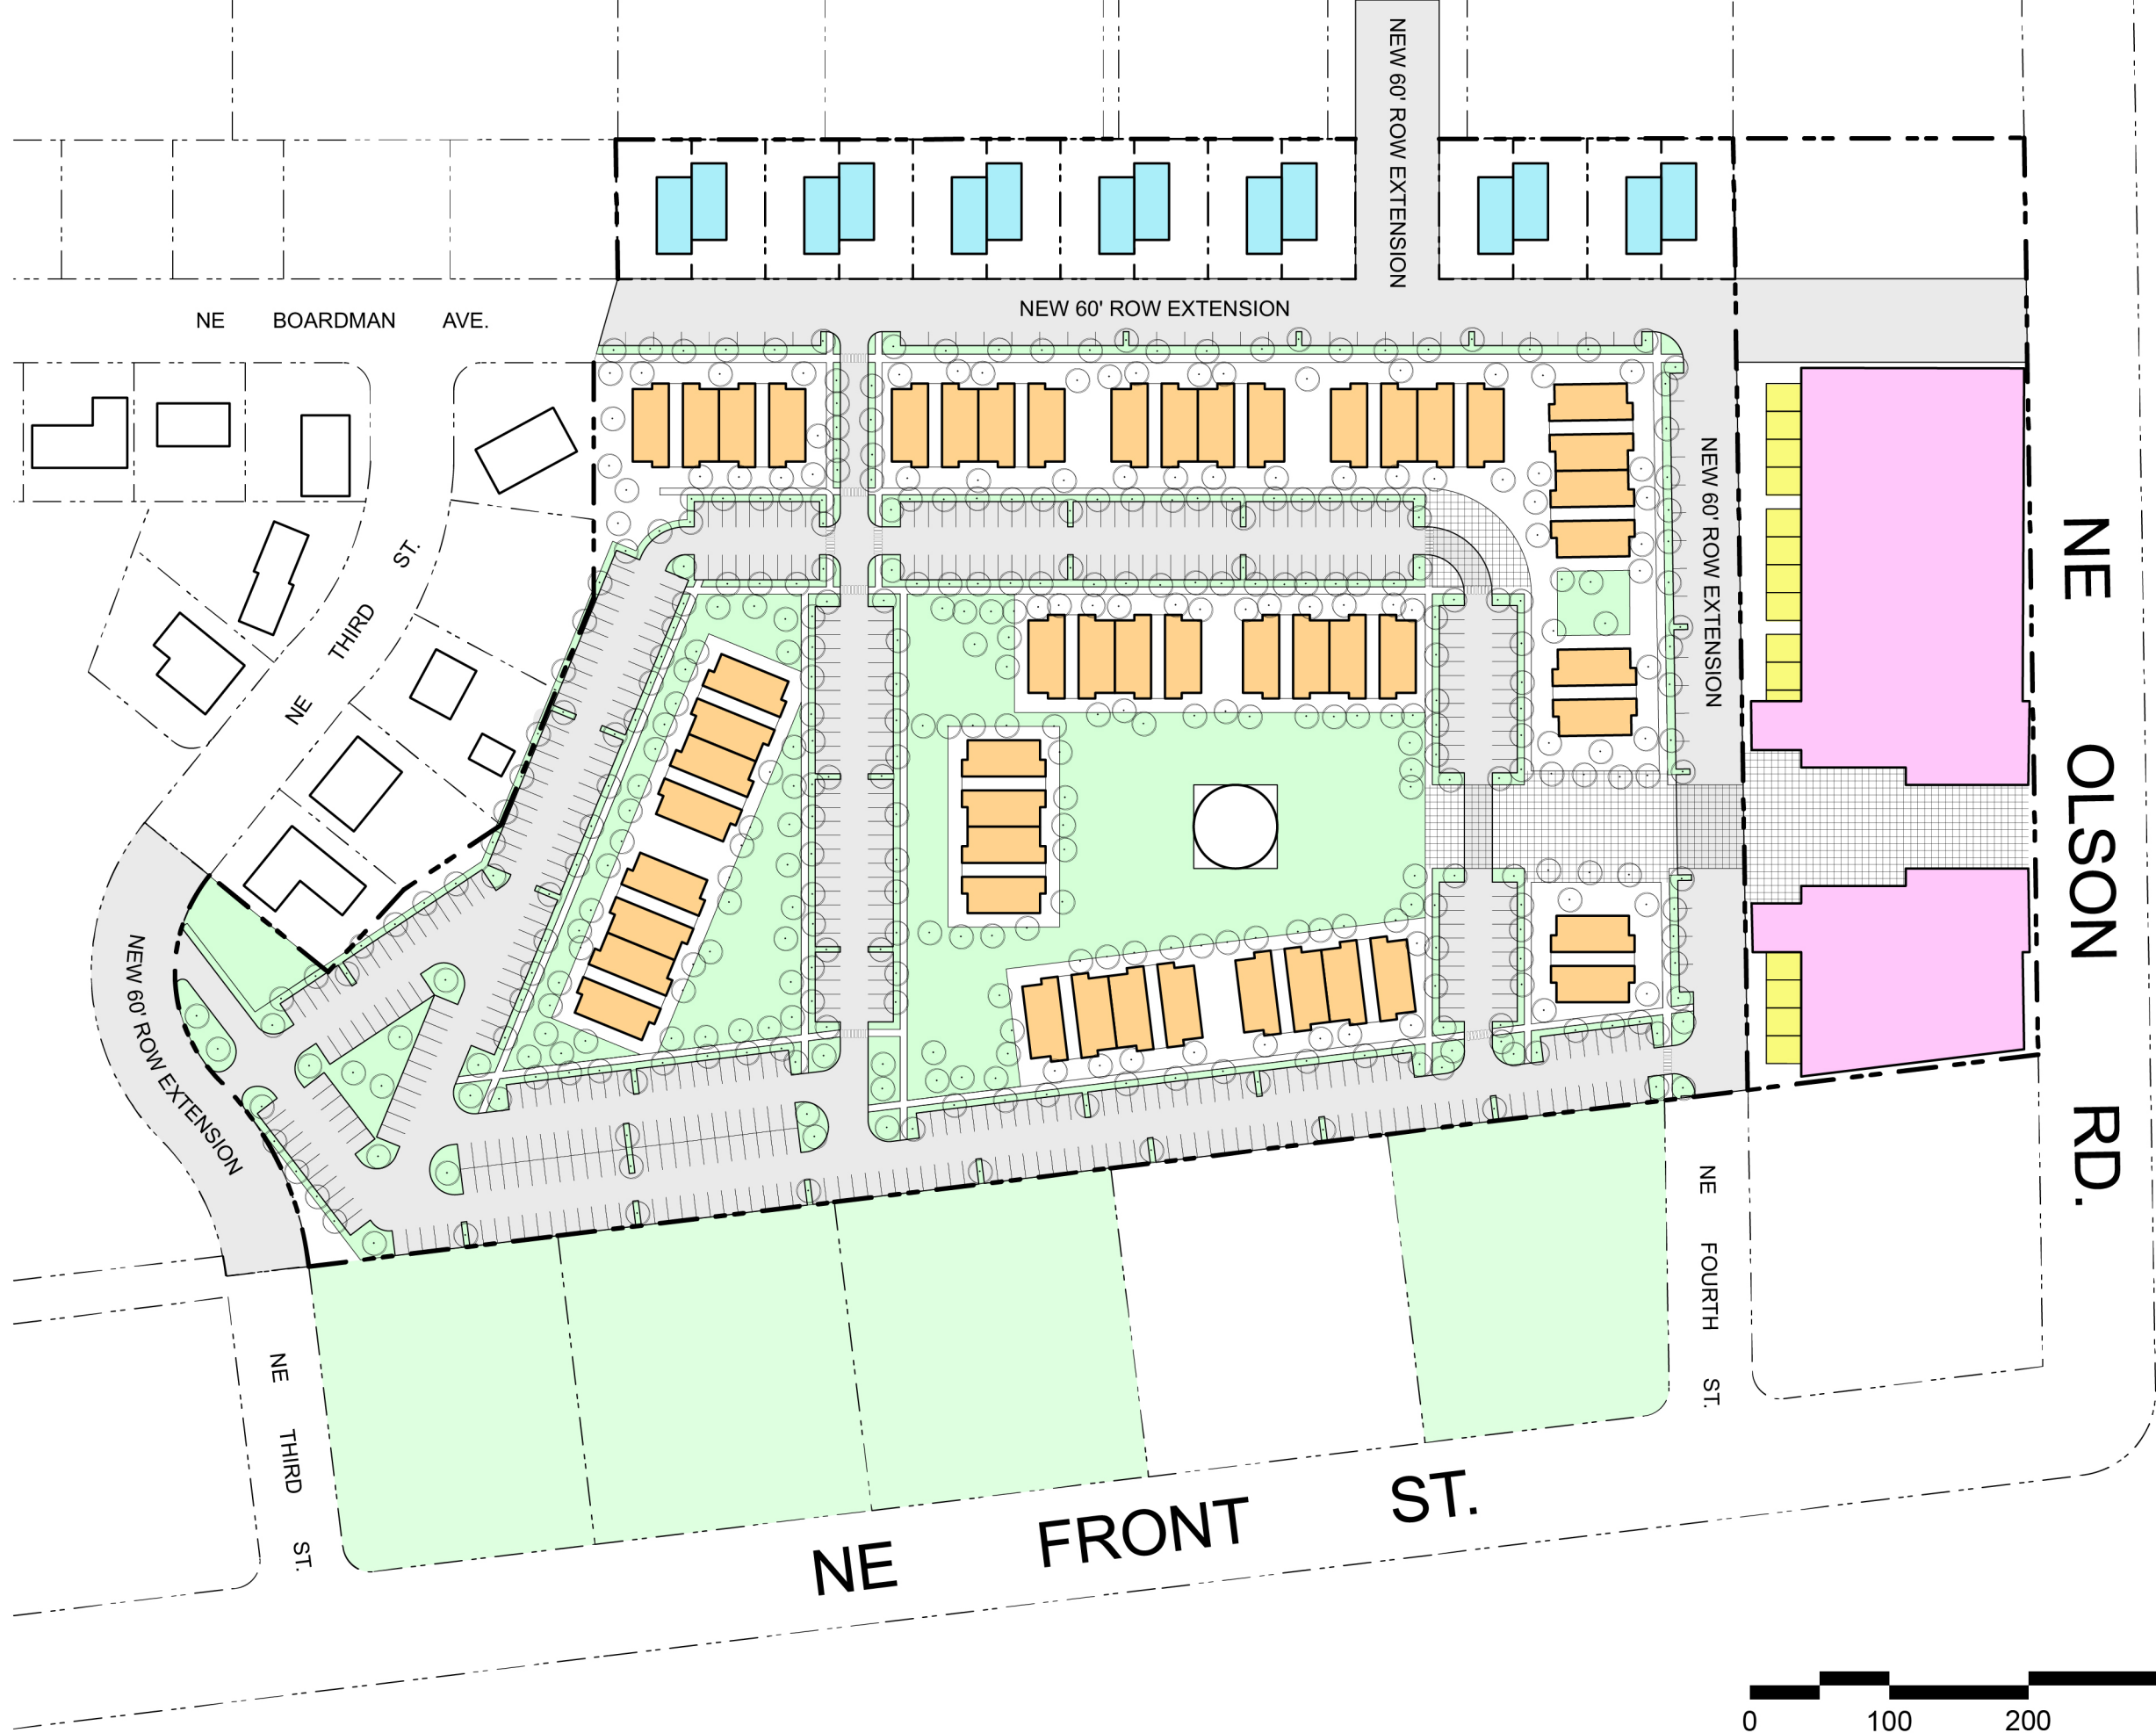 NEW 60' ROW EXTENSION
NEW 60' ROW EXTENSION
NE BOARDMAN AVE.
NEW 60' ROW EXTENSION
NE THIRD ST.
NE OLSON RD.
NEW 60' ROW EXTENSION
NE FOURTH ST.
NE THIRD ST.
NE FRONT ST.
0 100 200